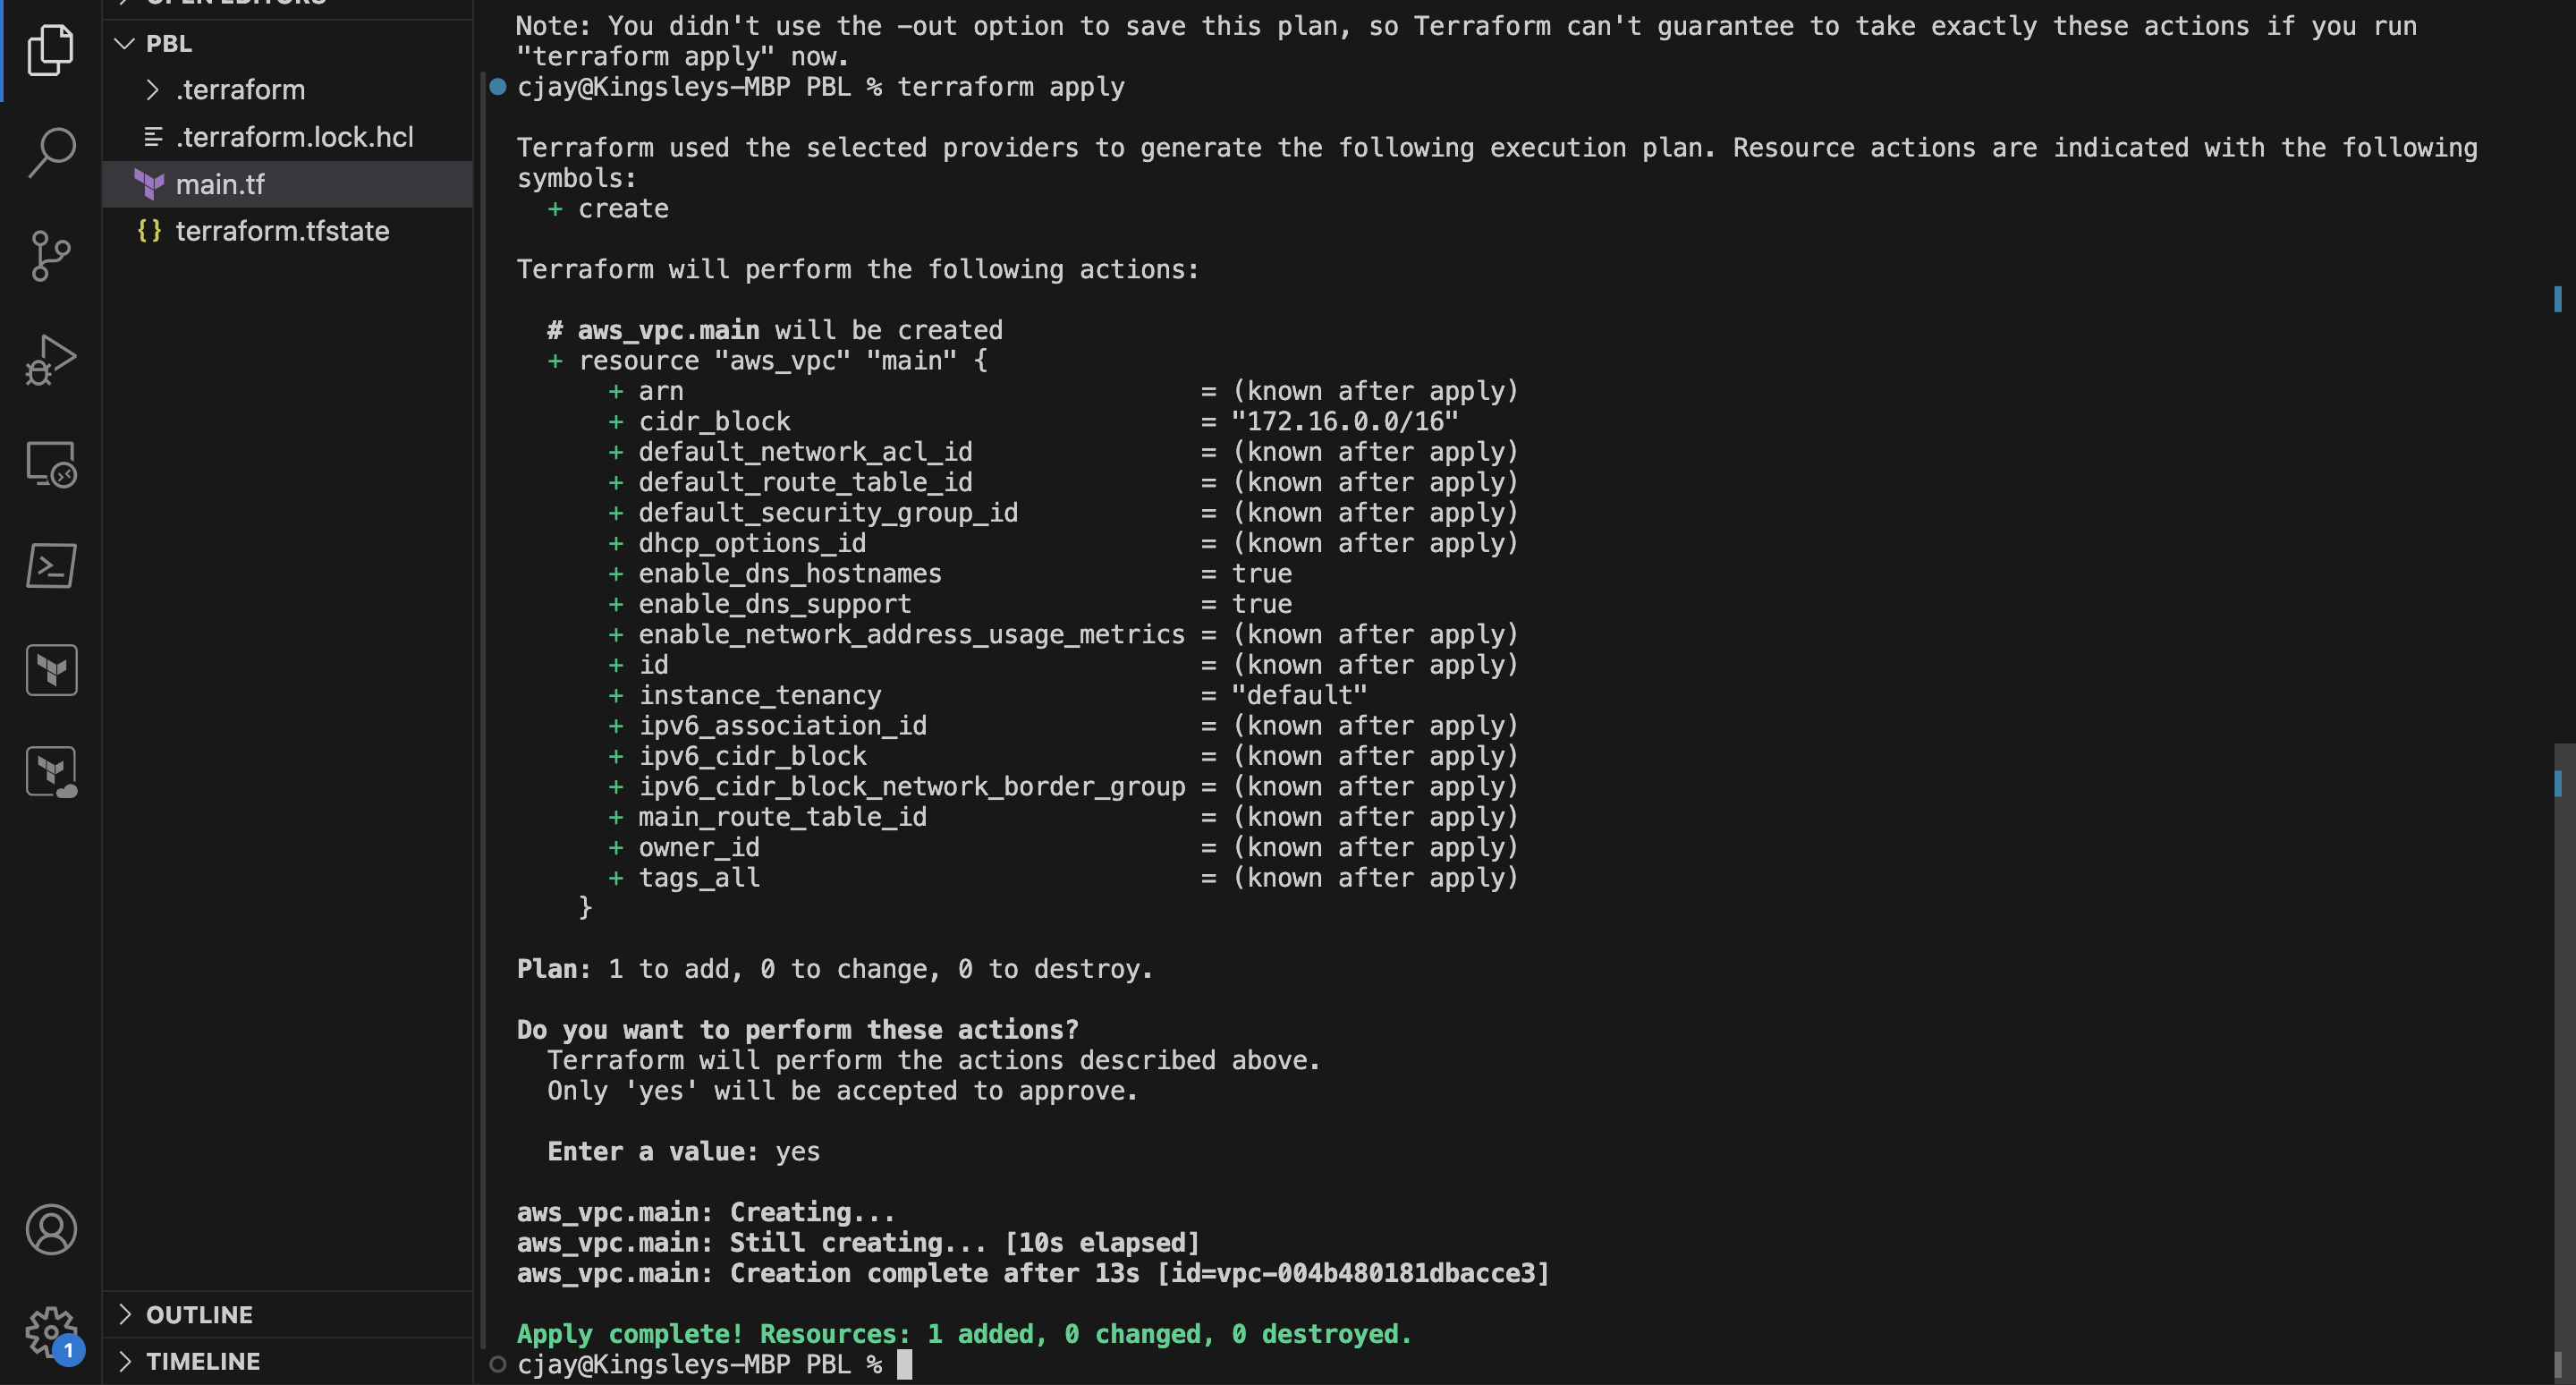 OPEN EDITORS
PBL
.terraform
.terraform.lock.hcl
main.tf
terraform.tfstate
OUTLINE
TIMELINE
1
Note: You didn't use the -out option to save this plan, so Terraform can't guarantee to take exactly these actions if you run
"terraform apply" now.
cjay@Kingsleys-MBP PBL % terraform apply
Terraform used the selected providers to generate the following execution plan. Resource actions are indicated with the following
symbols:
+ create
Terraform will perform the following actions:
# aws_vpc.main will be created
+ resource "aws_vpc" "main" {
+ arn = (known after apply)
+ cidr_block = "172.16.0.0/16"
+ default_network_acl_id = (known after apply)
+ default_route_table_id = (known after apply)
+ default_security_group_id = (known after apply)
+ dhcp_options_id = (known after apply)
+ enable_dns_hostnames = true
+ enable_dns_support = true
+ enable_network_address_usage_metrics = (known after apply)
+ id = (known after apply)
+ instance_tenancy = "default"
+ ipv6_association_id = (known after apply)
+ ipv6_cidr_block = (known after apply)
+ ipv6_cidr_block_network_border_group = (known after apply)
+ main_route_table_id = (known after apply)
+ owner_id = (known after apply)
+ tags_all = (known after apply)
}
Plan: 1 to add, 0 to change, 0 to destroy.
Do you want to perform these actions?
Terraform will perform the actions described above.
Only 'yes' will be accepted to approve.
Enter a value: yes
aws_vpc.main: Creating...
aws_vpc.main: Still creating... [10s elapsed]
aws_vpc.main: Creation complete after 13s [id=vpc-004b480181dbacce3]
Apply complete! Resources: 1 added, 0 changed, 0 destroyed.
cjay@Kingsleys-MBP PBL %